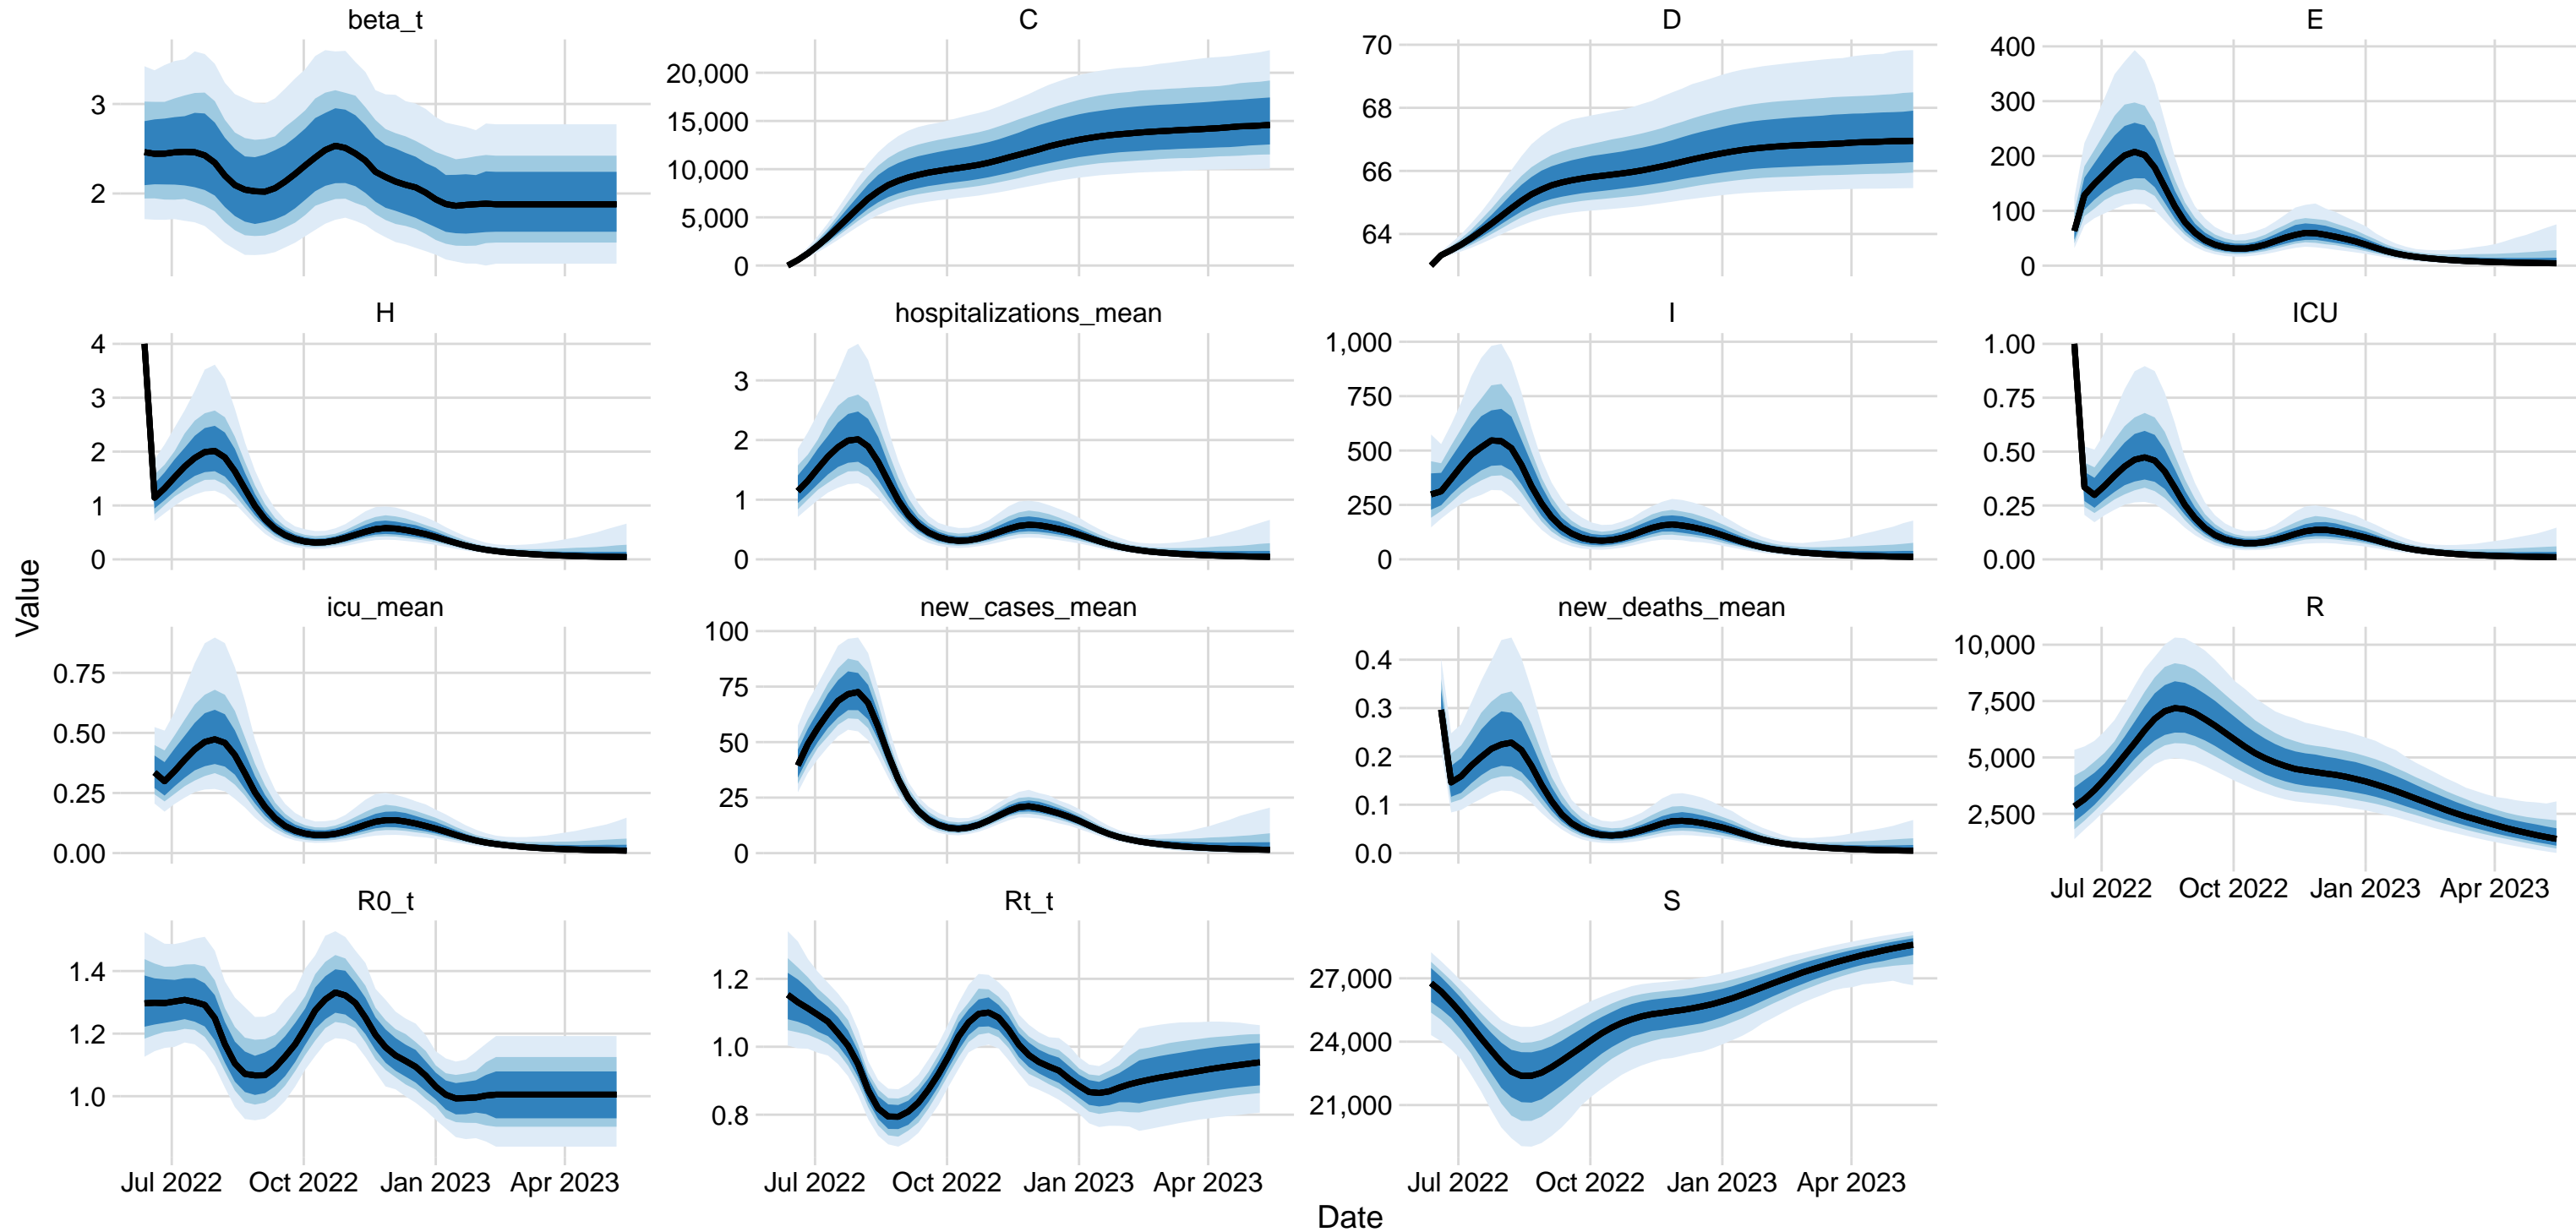 beta_t
C
D
E
3
2
20,000
15,000
10,000
5,000
0
70
68
66
64
400
300
200
100
0
H
hospitalizations_mean
I
ICU
4
3
2
1
0
3
2
1
0
1,000
750
500
250
0
1.00
0.75
0.50
0.25
0.00
Value
icu_mean
new_cases_mean
new_deaths_mean
R
0.75
0.50
0.25
0.00
100
75
50
25
0
0.4
0.3
0.2
0.1
0.0
10,000
7,500
5,000
2,500
Jul 2022 Oct 2022 Jan 2023 Apr 2023
R0_t
Rt_t
S
1.4
1.2
1.0
1.2
1.0
0.8
27,000
24,000
21,000
Jul 2022 Oct 2022 Jan 2023 Apr 2023
Jul 2022 Oct 2022 Jan 2023 Apr 2023
Jul 2022 Oct 2022 Jan 2023 Apr 2023
Date